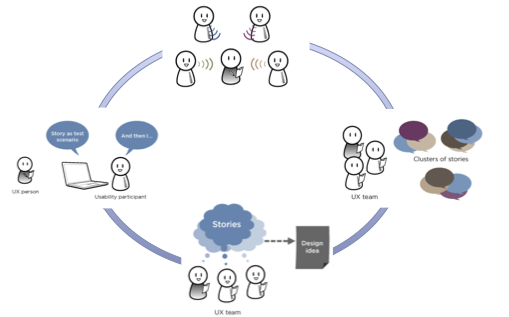 Story as test
scenario
And then I...
UX person
Usability participant
Clusters of stories
UX team
Stories
Design
idea
UX team